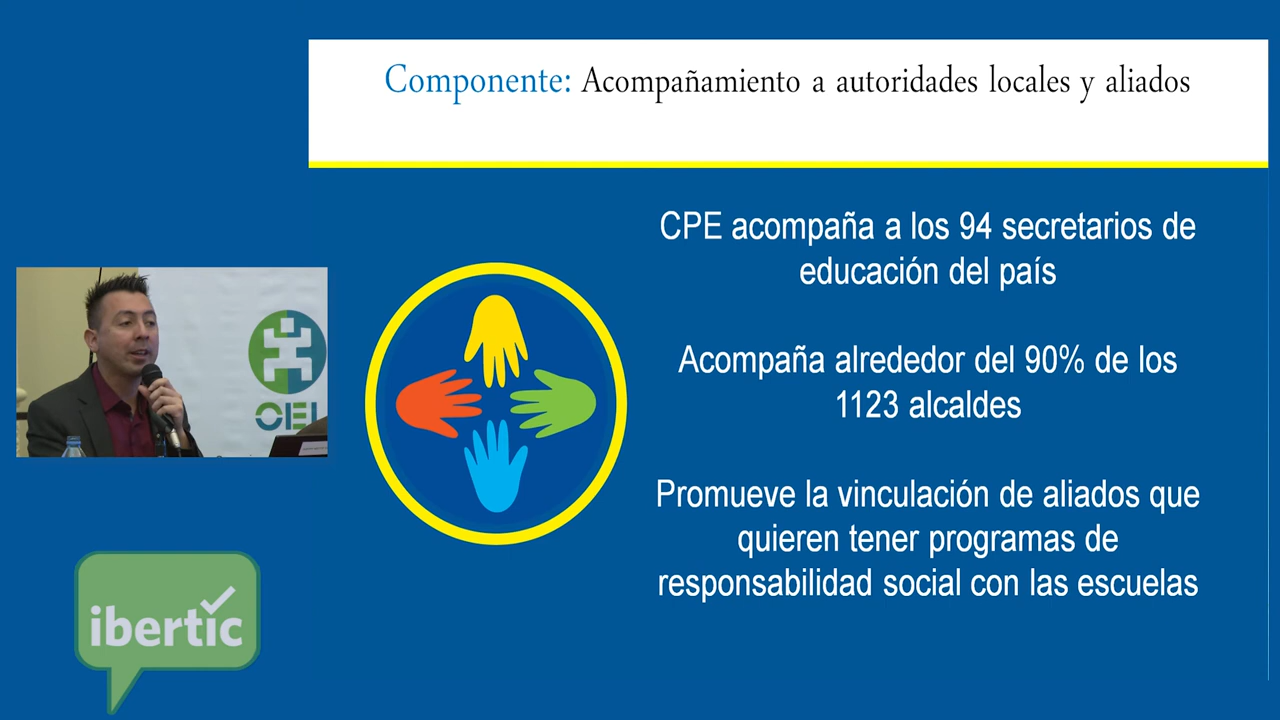 Componente: Acompañamiento a autoridades locales y aliados
CPE acompaña a los 94 secretarios de
educación del país
Acompaña alrededor del 90% de los
1123 alcaldes
Promueve la vinculación de aliados que
quieren tener programas de
responsabilidad social con las escuelas
OEI
ibertic